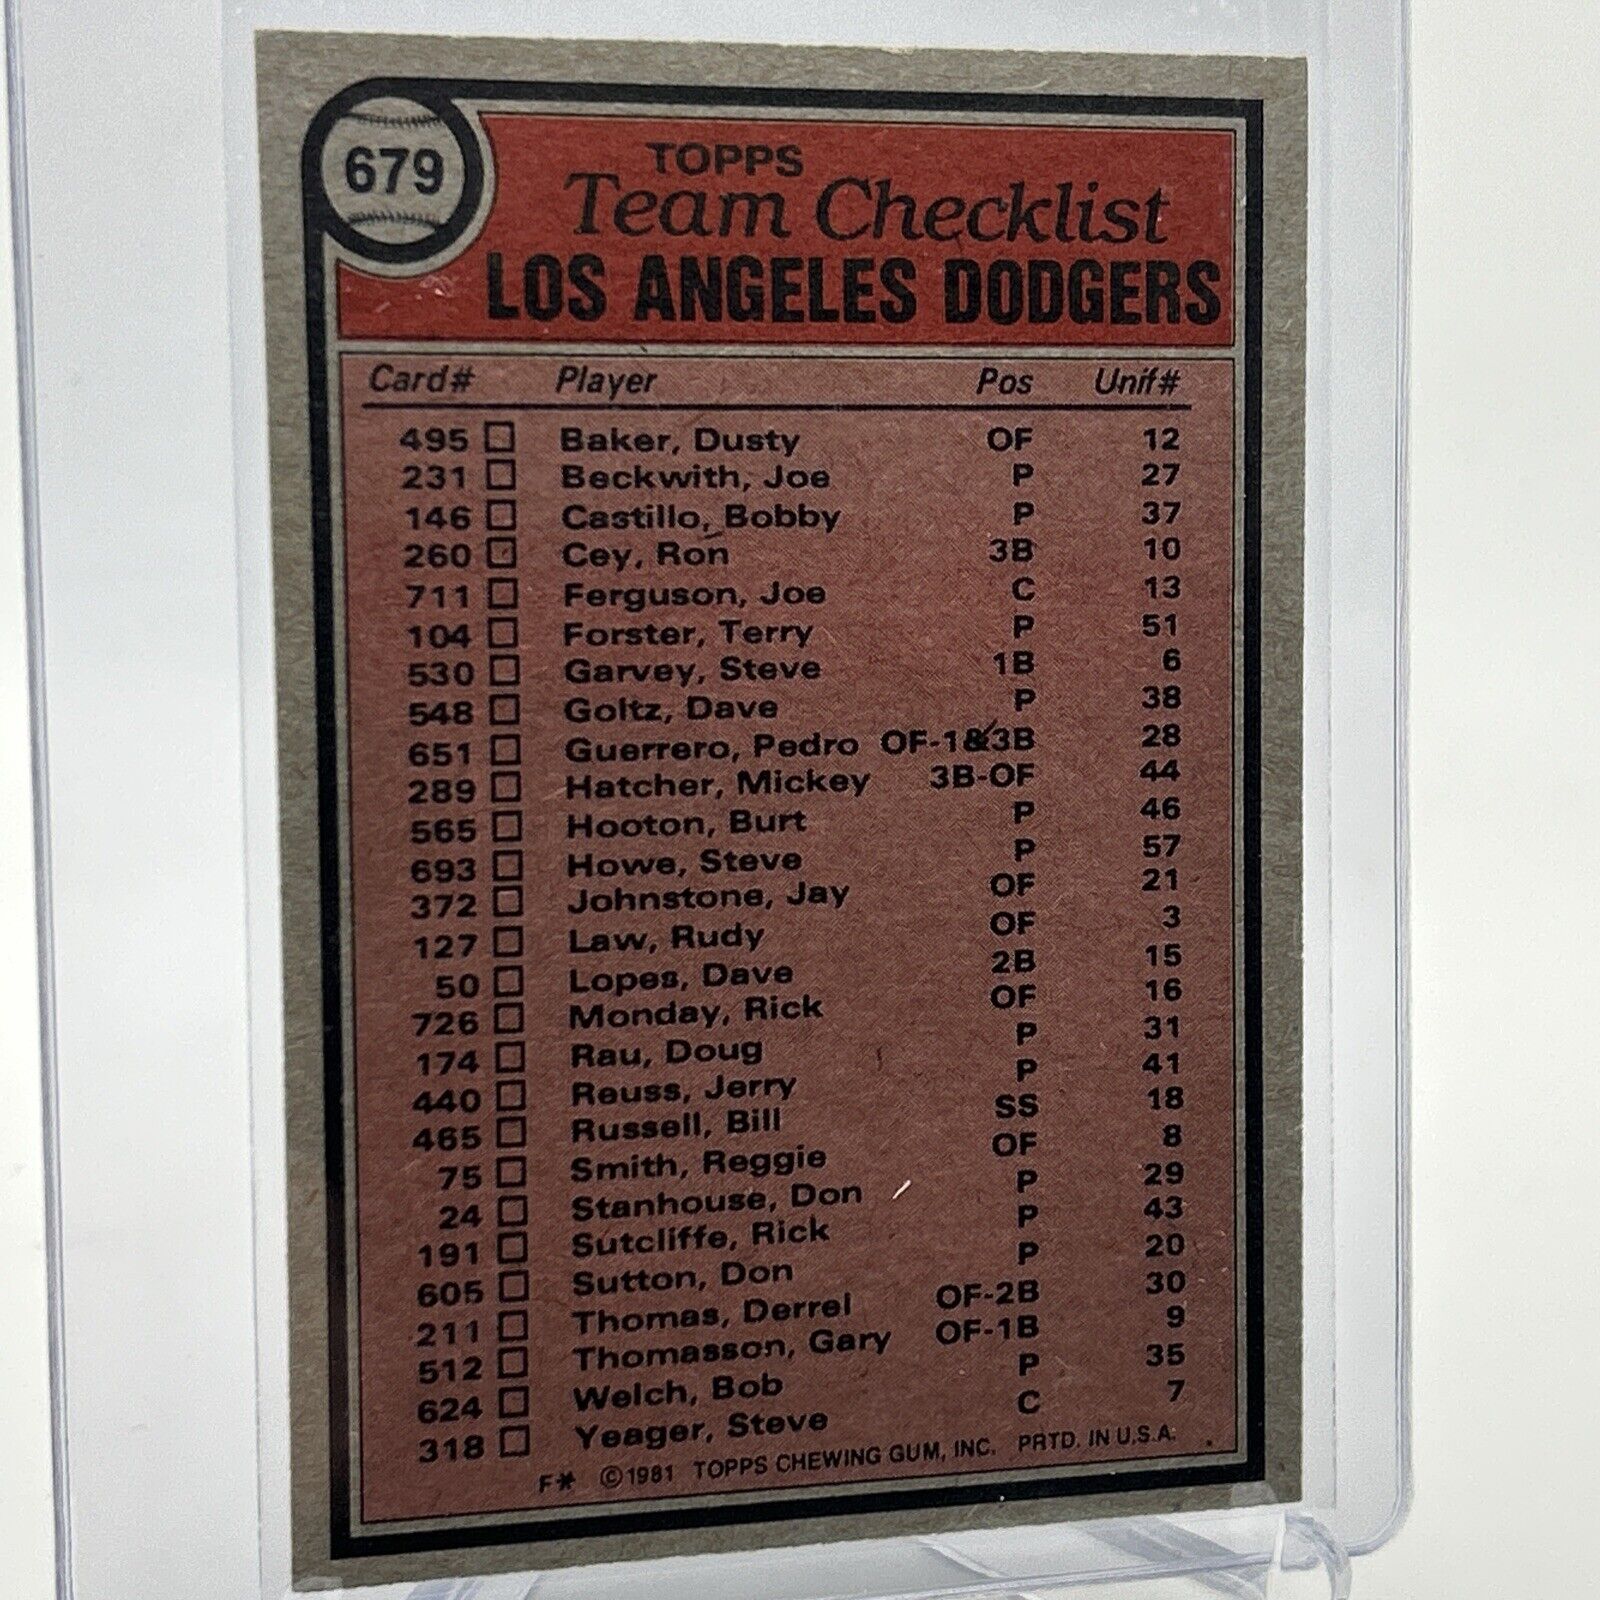 679
TOPPS
Team Checklist
LOS ANGELES DODGERS
Card# Player Pos Unif#
495 Baker, Dusty OF 12
231 Beckwith, Joe P 27
146 Castillo, Bobby P 37
260 Cey, Ron 3B 10
711 Ferguson, Joe C 13
104 Forster, Terry P 51
530 Garvey, Steve 1B 6
548 Goltz, Dave P 38
651 Guerrero, Pedro OF-1&3B 28
289 Hatcher, Mickey 3B-OF 44
565 Hooton, Burt P 46
693 Howe, Steve P 57
372 Johnstone, Jay OF 21
127 Law, Rudy OF 3
50 Lopes, Dave 2B 15
726 Monday, Rick OF 16
174 Rau, Doug P 31
440 Reuss, Jerry P 41
465 Russell, Bill SS 18
75 Smith, Reggie OF 8
24 Stanhouse, Don P 29
191 Sutcliffe, Rick P 43
605 Sutton, Don P 20
211 Thomas, Derrel OF-2B 30
512 Thomasson, Gary OF-1B 9
624 Welch, Bob P 35
318 Yeager, Steve C 7
F* ©1981 TOPPS CHEWING GUM, INC. PRTD. IN U.S.A.